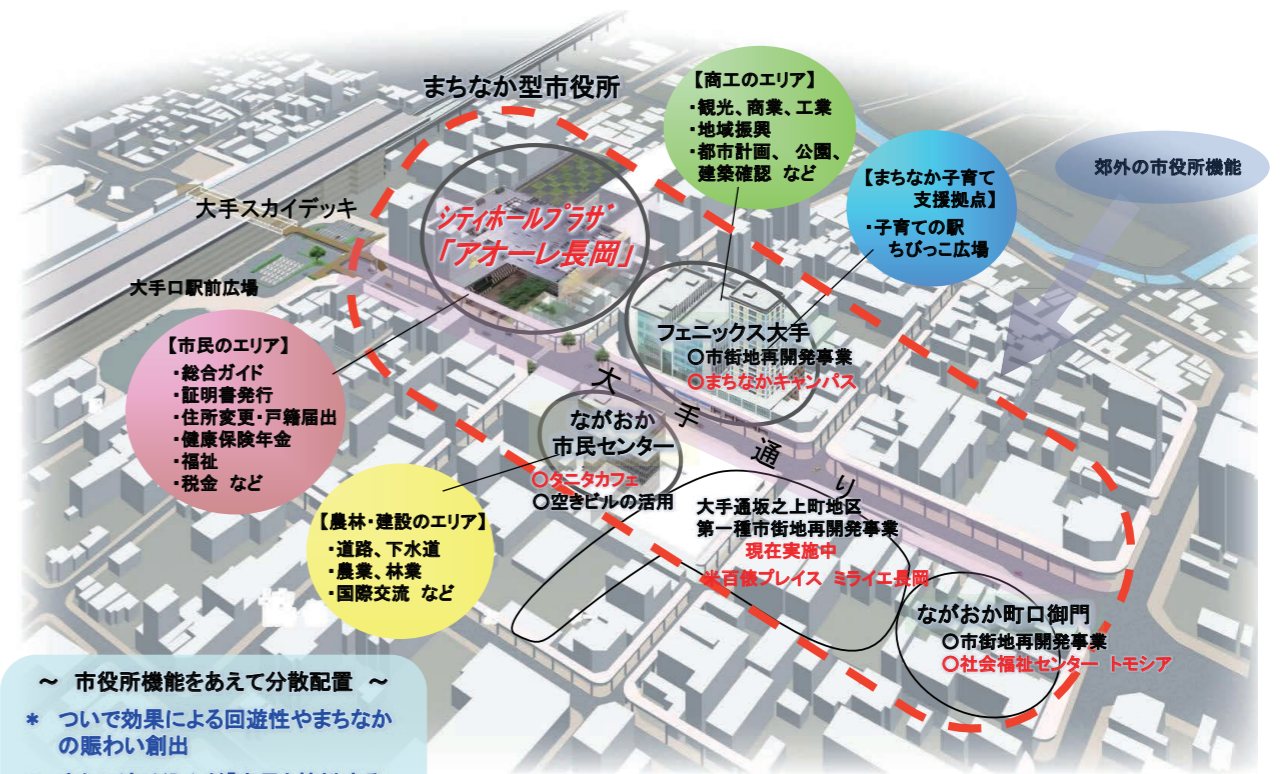 まちなか型市役所
【商工のエリア】
・観光、商業、工業
・地域振興
・都市計画、 公園、
建築確認 など
【まちなか子育て
支援拠点】
・子育ての駅
ちびっこ広場
郊外の市役所機能
大手スカイデッキ
大手口駅前広場
シティホールプラザ
「アオーレ長岡」
【市民のエリア】
・総合ガイド
・証明書発行
・住所変更・戸籍届出
・健康保険年金
・福祉
・税金 など
フェニックス大手
○市街地再開発事業
○まちなかキャンパス
大手通り
ながおか
市民センター
○タニタカフェ
○空きビルの活用
【農林・建設のエリア】
・道路、下水道
・農業、林業
・国際交流 など
大手通坂之上町地区
第一種市街地再開発事業
現在実施中
米百俵プレイス ミライエ長岡
ながおか町口御門
○市街地再開発事業
○社会福祉センター トモシア
~ 市役所機能をあえて分散配置 ~
* ついで効果による回遊性やまちなか
の賑わい創出